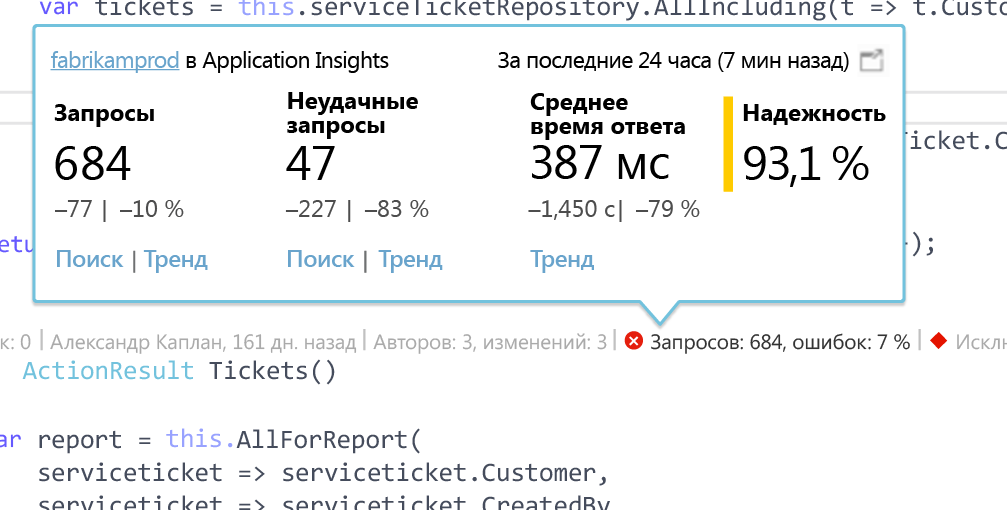 var tickets = this.serviceTicketRepository.AllIncluding(t => t.Custo
fabrikamprod в Application Insights
За последние 24 часа (7 мин назад)
Запросы
684
–77 | –10 %
Поиск | Тренд
Неудачные
запросы
47
–227 | –83 %
Поиск | Тренд
Среднее
время ответа
387 мс
–1,450 с| –79 %
Тренд
Надежность
93,1 %
Ticket.C
etu
);
к: 0 | Александр Каплан, 161 дн. назад | Авторов: 3, изменений: 3 | Запросов: 684, ошибок: 7 % | Исклю
ActionResult Tickets()
ar report = this.AllForReport(
serviceticket => serviceticket.Customer,
serviceticket => serviceticket.CreatedBy